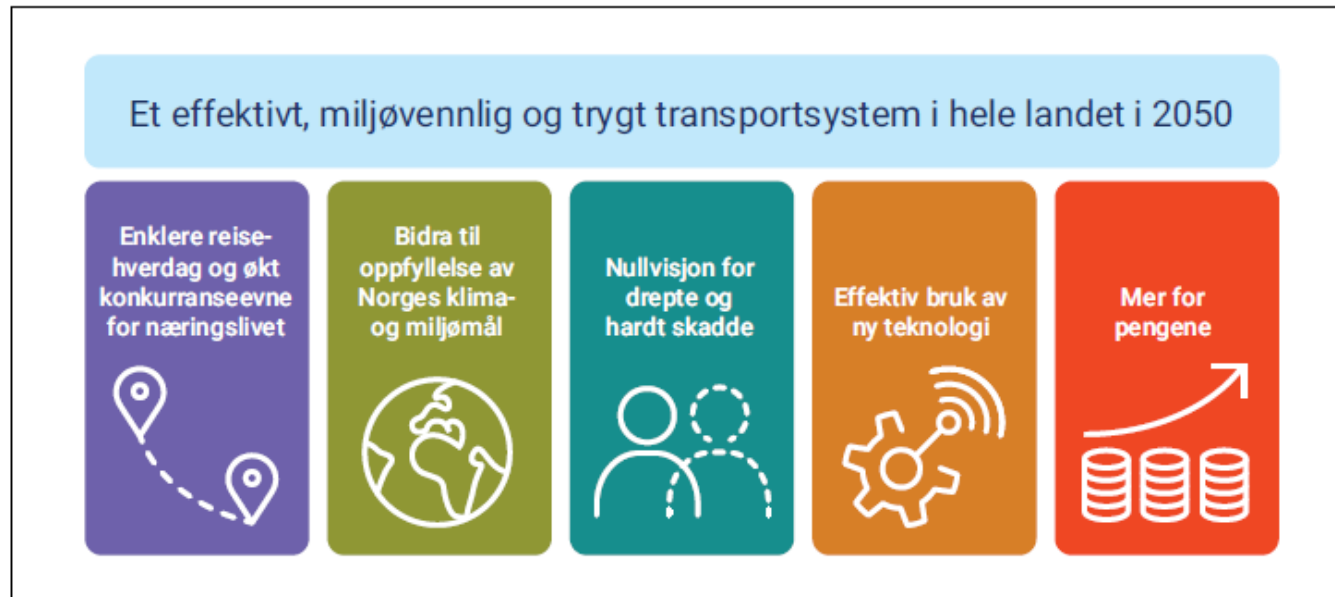 Et effektivt, miljøvennlig og trygt transportsystem i hele landet i 2050
Enklere reise-
hverdag og økt
konkurranseevne
for næringslivet
Bidra til
oppfyllelse av
Norges klima-
og miljømål
Nullvisjon for
drepte og
hardt skadde
Effektiv bruk av
ny teknologi
Mer for
pengene